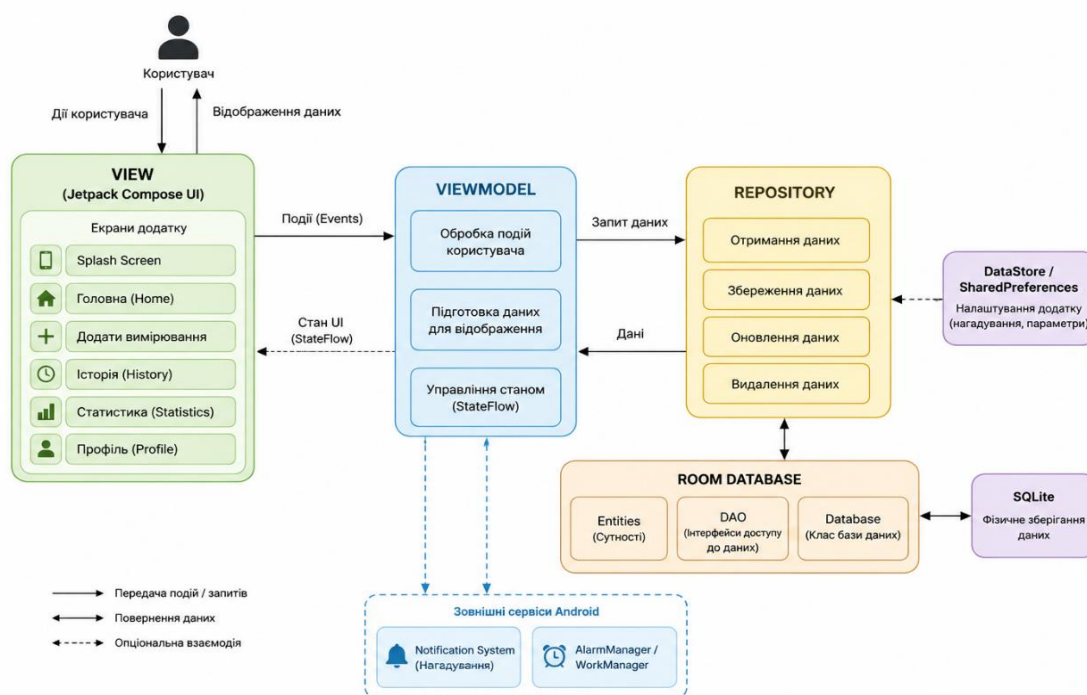 Користувач
Дії користувача
Відображення даних
VIEW
(Jetpack Compose UI)
Екрани додатку
Splash Screen
Головна (Home)
Додати вимірювання
Історія (History)
Статистика (Statistics)
Профіль (Profile)
Події (Events)
Стан UI
(StateFlow)
VIEWMODEL
Обробка подій
користувача
Підготовка даних
для відображення
Управління станом
(StateFlow)
Запит даних
Дані
REPOSITORY
Отримання даних
Збереження даних
Оновлення даних
Видалення даних
DataStore /
SharedPreferences
Налаштування додатку
(нагадування, параметри)
ROOM DATABASE
Entities
(Сутності)
DAO
(Інтерфейси доступу
до даних)
Database
(Клас бази даних)
SQLite
Фізичне зберігання
даних
Передача подій / запитів
Повернення даних
Опціональна взаємодія
Зовнішні сервіси Android
Notification System
(Нагадування)
AlarmManager /
WorkManager